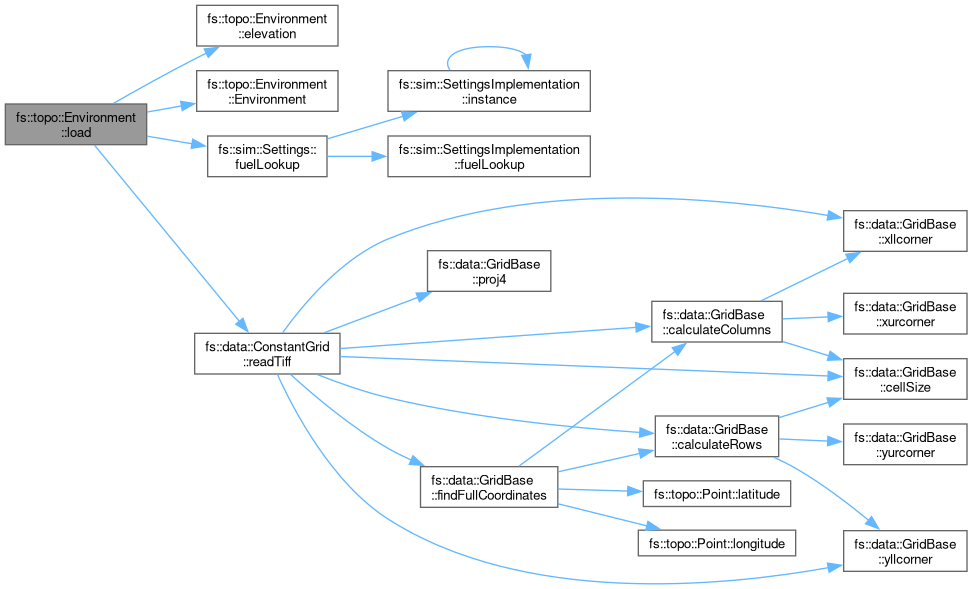 fs::topo::Environment
::elevation
fs::topo::Environment
::Environment
fs::sim::SettingsImplementation
::instance
fs::topo::Environment
::load
fs::sim::Settings::
fuelLookup
fs::sim::SettingsImplementation
::fuelLookup
fs::data::GridBase
::xllcorner
fs::data::GridBase
::proj4
fs::data::GridBase
::calculateColumns
fs::data::GridBase
::xurcorner
fs::data::ConstantGrid
::readTiff
fs::data::GridBase
::cellSize
fs::data::GridBase
::calculateRows
fs::data::GridBase
::yurcorner
fs::data::GridBase
::findFullCoordinates
fs::topo::Point::latitude
fs::topo::Point::longitude
fs::data::GridBase
::yllcorner